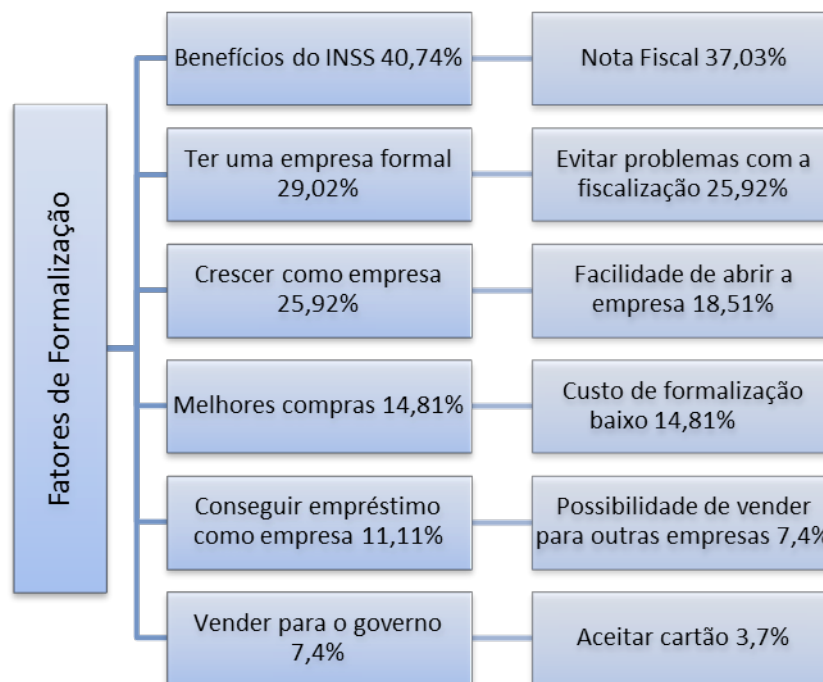 Fatores de Formalização
Benefícios do INSS 40,74%
Nota Fiscal 37,03%
Ter uma empresa formal
29,02%
Evitar problemas com a
fiscalização 25,92%
Crescer como empresa
25,92%
Facilidade de abrir a
empresa 18,51%
Melhores compras 14,81%
Custo de formalização
baixo 14,81%
Conseguir empréstimo
como empresa 11,11%
Possibilidade de vender
para outras empresas 7,4%
Vender para o governo
7,4%
Aceitar cartão 3,7%